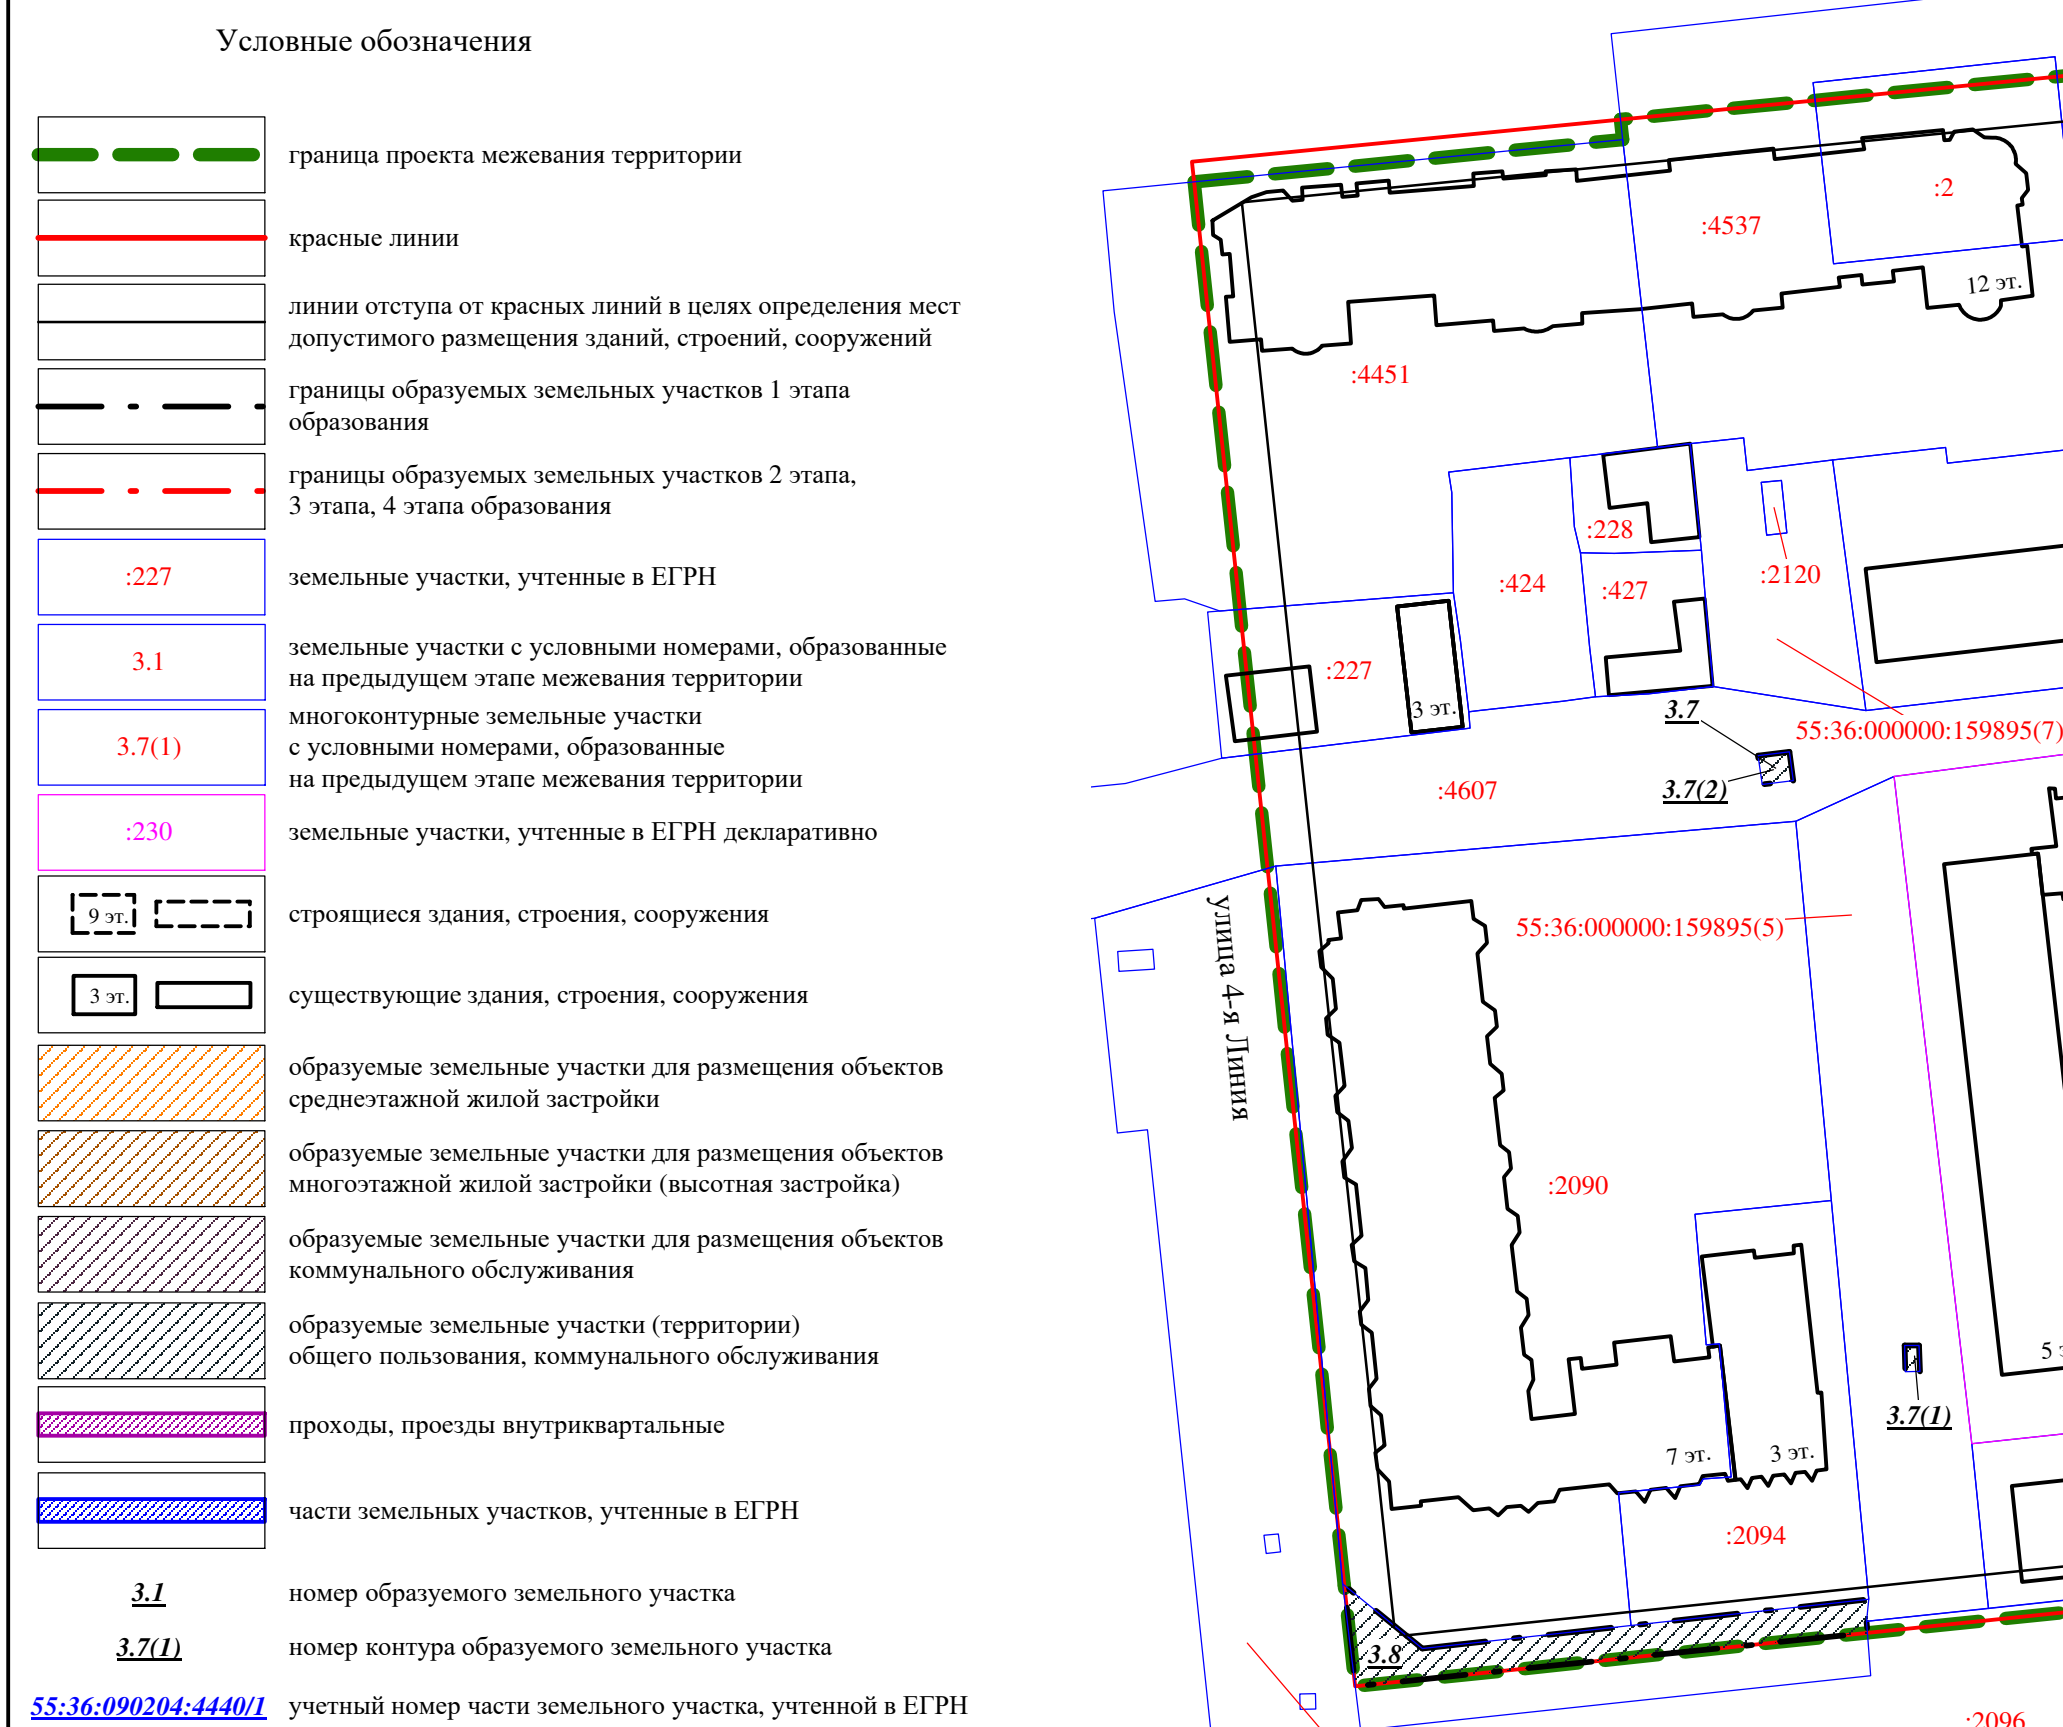 Условные обозначения
граница проекта межевания территории
красные линии
линии отступа от красных линий в целях определения мест
допустимого размещения зданий, строений, сооружений
границы образуемых земельных участков 1 этапа
образования
границы образуемых земельных участков 2 этапа,
3 этапа, 4 этапа образования
:227
земельные участки, учтенные в ЕГРН
3.1
земельные участки с условными номерами, образованные
на предыдущем этапе межевания территории
3.7(1)
многоконтурные земельные участки
с условными номерами, образованные
на предыдущем этапе межевания территории
:230
земельные участки, учтенные в ЕГРН декларативно
9 эт.
строящиеся здания, строения, сооружения
3 эт.
существующие здания, строения, сооружения
образуемые земельные участки для размещения объектов
среднеэтажной жилой застройки
образуемые земельные участки для размещения объектов
многоэтажной жилой застройки (высотная застройка)
образуемые земельные участки для размещения объектов
коммунального обслуживания
образуемые земельные участки (территории)
общего пользования, коммунального обслуживания
проходы, проезды внутриквартальные
части земельных участков, учтенные в ЕГРН
3.1
номер образуемого земельного участка
3.7(1)
номер контура образуемого земельного участка
55:36:090204:4440/1
учетный номер части земельного участка, учтенной в ЕГРН
:2
:4537
12 эт.
:4451
:228
:2120
:424
:427
:227
3 эт.
3.7
55:36:000000:159895(7)
3.7(2)
:4607
улица 4-я Линия
55:36:000000:159895(5)
:2090
5
3.7(1)
7 эт.
3 эт.
:2094
3.8
:2096